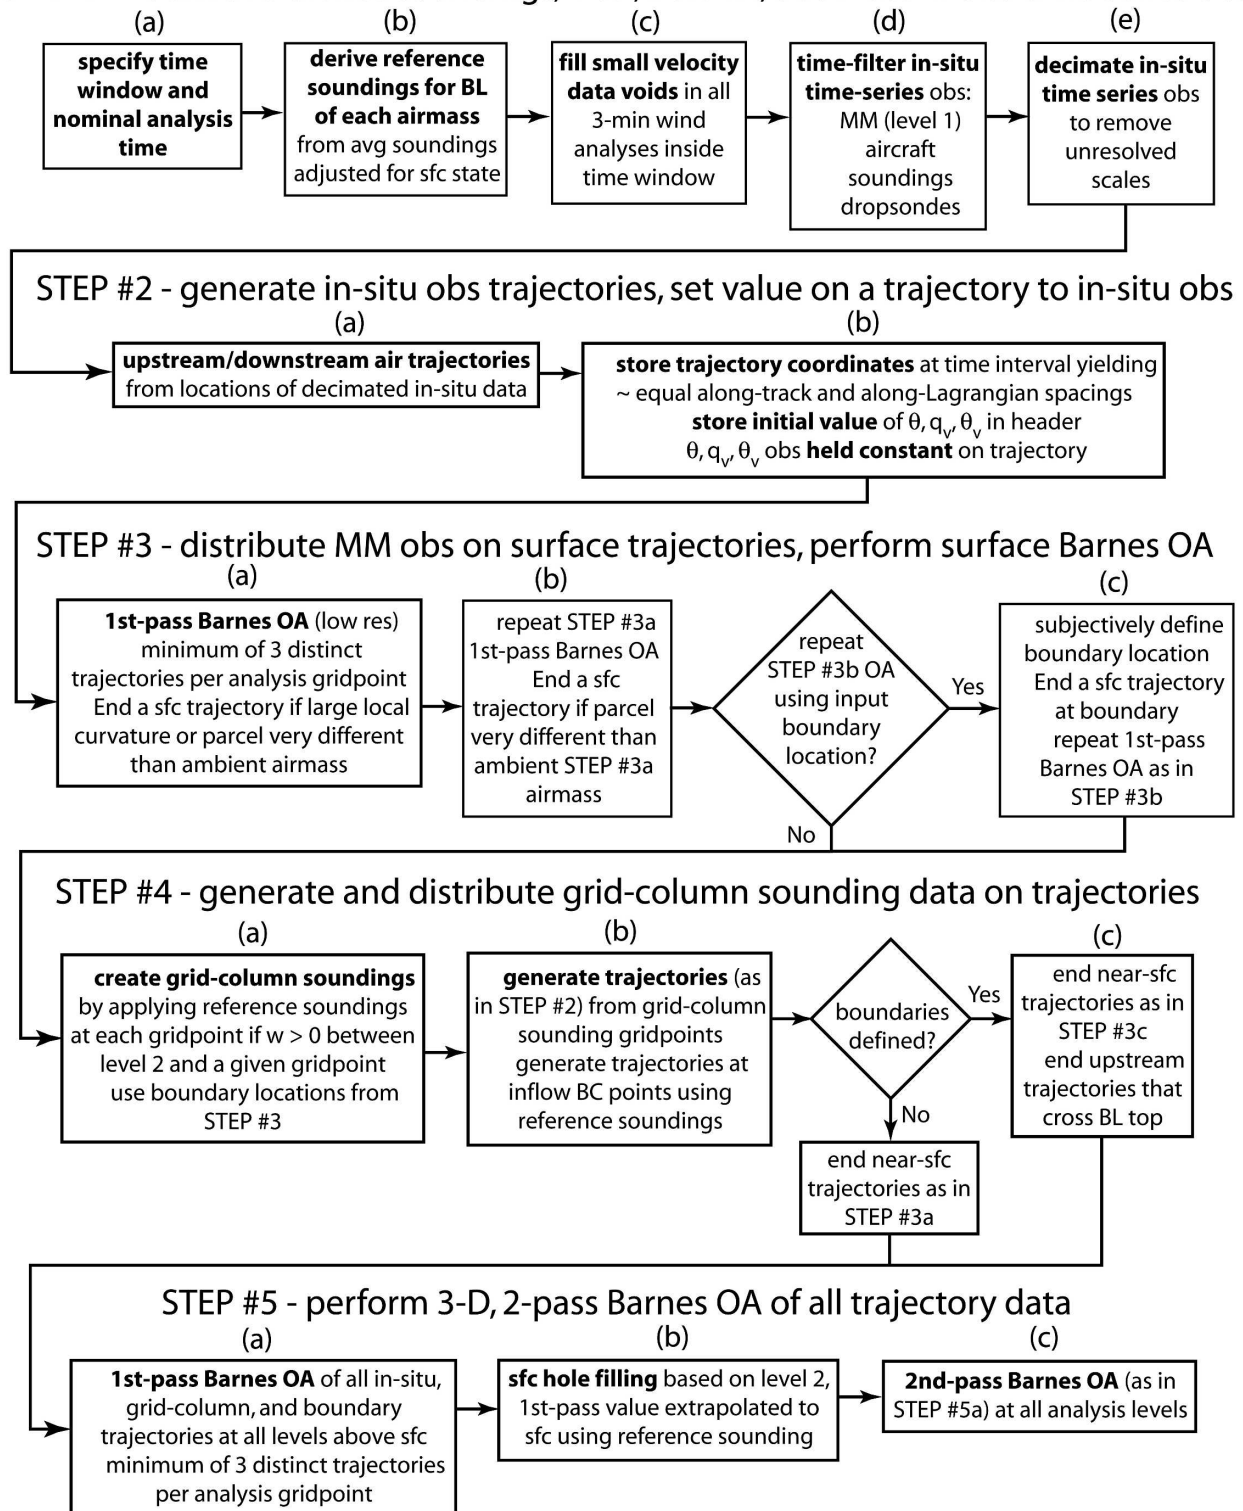 (a)
(b)
(c)
(d)
(e)
specify time
window and
nominal analysis
time
derive reference
soundings for BL
of each airmass
from avg soundings
adjusted for sfc state
fill small velocity
data voids in all
3-min wind
analyses inside
time window
time-filter in-situ
time-series obs:
MM (level 1)
aircraft
soundings
dropsondes
decimate in-situ
time series obs
to remove
unresolved
scales
STEP #2 - generate in-situ obs trajectories, set value on a trajectory to in-situ obs
(a)
(b)
upstream/downstream air trajectories
from locations of decimated in-situ data
store trajectory coordinates at time interval yielding
~ equal along-track and along-Lagrangian spacings
store initial value of θ, qv, θv in header
θ, qv, θv obs held constant on trajectory
STEP #3 - distribute MM obs on surface trajectories, perform surface Barnes OA
(a)
(b)
(c)
1st-pass Barnes OA (low res)
minimum of 3 distinct
trajectories per analysis gridpoint
End a sfc trajectory if large local
curvature or parcel very different
than ambient airmass
repeat STEP #3a
1st-pass Barnes OA
End a sfc
trajectory if parcel
very different than
ambient STEP #3a
airmass
repeat
STEP #3b OA
using input
boundary
location?
Yes
No
subjectively define
boundary location
End a sfc trajectory
at boundary
repeat 1st-pass
Barnes OA as in
STEP #3b
STEP #4 - generate and distribute grid-column sounding data on trajectories
(a)
(b)
(c)
create grid-column soundings
by applying reference soundings
at each gridpoint if w > 0 between
level 2 and a given gridpoint
use boundary locations from
STEP #3
generate trajectories (as
in STEP #2) from grid-column
sounding gridpoints
generate trajectories at
inflow BC points using
reference soundings
boundaries
defined?
Yes
No
end near-sfc
trajectories as in
STEP #3c
end upstream
trajectories that
cross BL top
end near-sfc
trajectories as in
STEP #3a
STEP #5 - perform 3-D, 2-pass Barnes OA of all trajectory data
(a)
(b)
(c)
1st-pass Barnes OA of all in-situ,
grid-column, and boundary
trajectories at all levels above sfc
minimum of 3 distinct trajectories
per analysis gridpoint
sfc hole filling based on level 2,
1st-pass value extrapolated to
sfc using reference sounding
2nd-pass Barnes OA (as in
STEP #5a) at all analysis levels